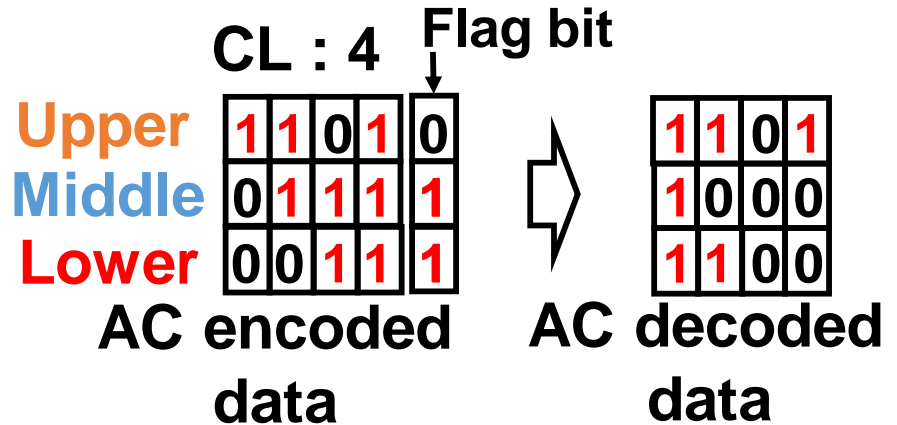 CL : 4 Flag bit
Upper 1 1 0 1 0 1 1 0 1
Middle 0 1 1 1 1 1 0 0 0
Lower 0 0 1 1 1 1 1 0 0
AC encoded AC decoded
data data